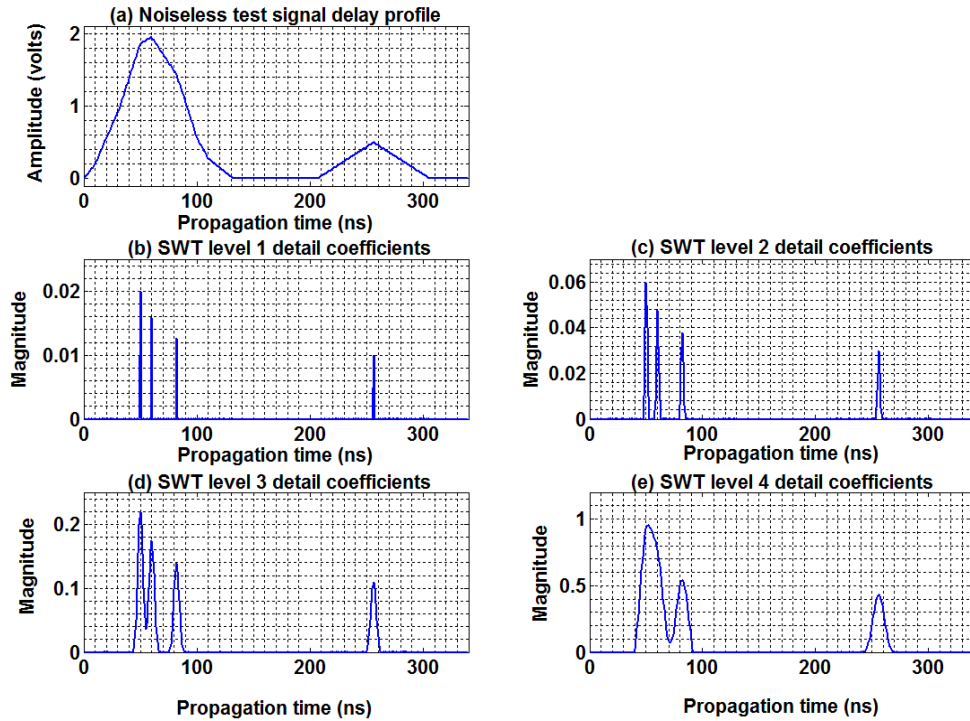 (a) Noiseless test signal delay profile
Amplitude (volts)
2
1
0
0 100 200 300
Propagation time (ns)
(b) SWT level 1 detail coefficients
Magnitude
0.02
0.01
0
0 100 200 300
Propagation time (ns)
(c) SWT level 2 detail coefficients
Magnitude
0.06
0.04
0.02
0
0 100 200 300
Propagation time (ns)
(d) SWT level 3 detail coefficients
Magnitude
0.2
0.1
0
0 100 200 300
Propagation time (ns)
(e) SWT level 4 detail coefficients
Magnitude
1
0.5
0
0 100 200 300
Propagation time (ns)